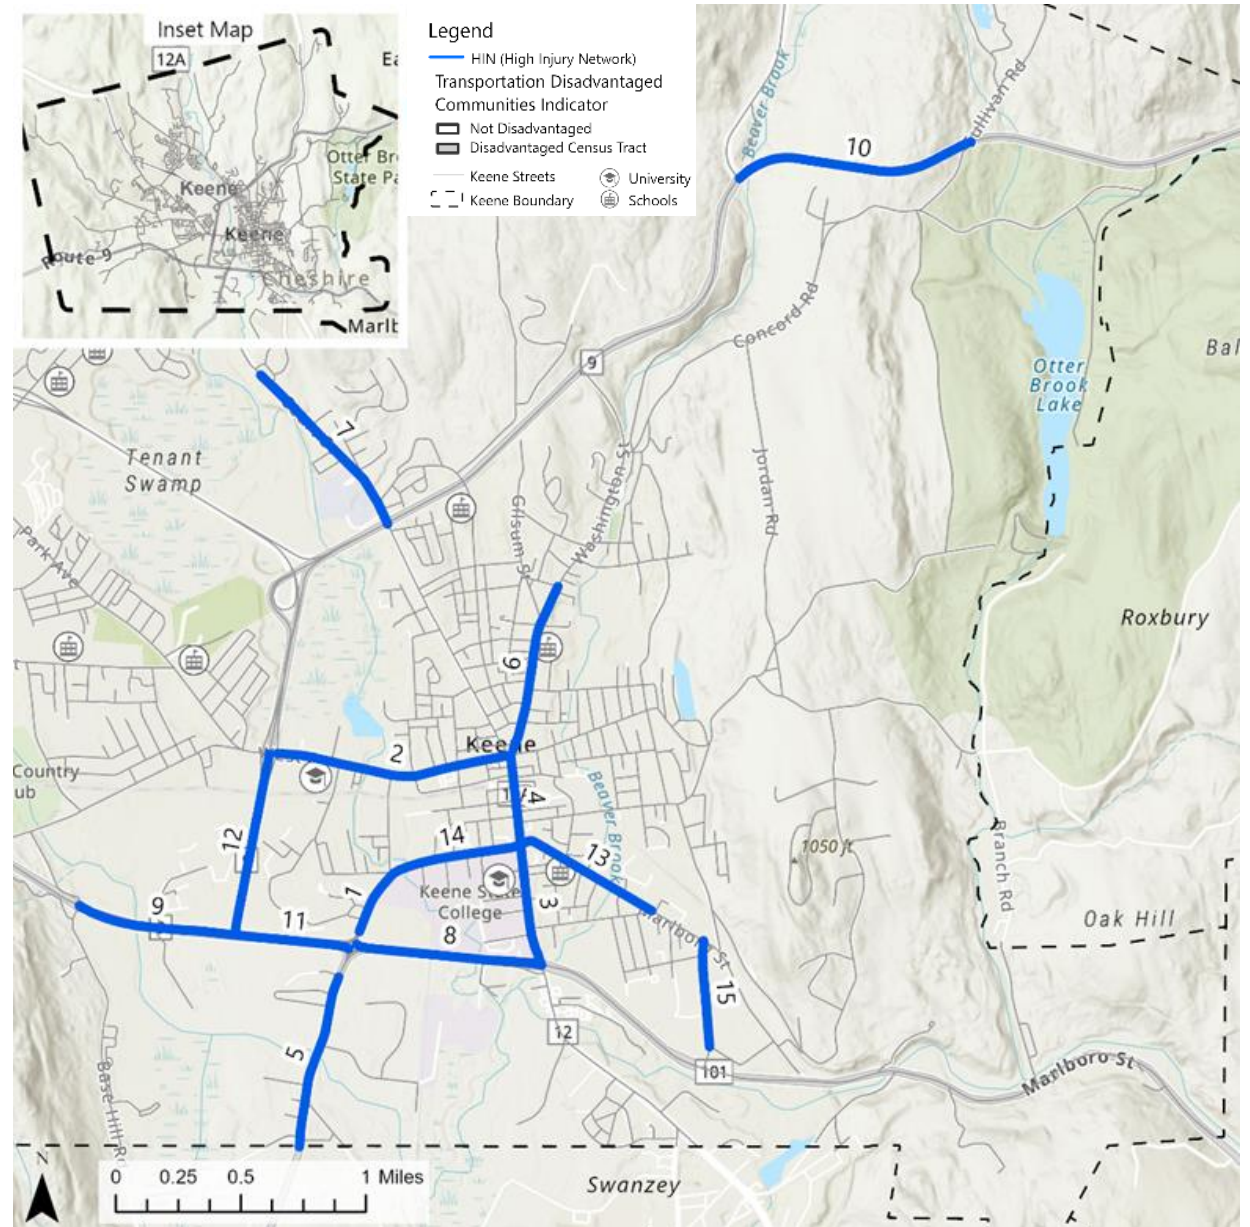 Inset Map
12A
Ea
Otter Br
State Pa
Keene
Keene
Route 9
Cheshire
Marlb
Legend
HIN (High Injury Network)
Transportation Disadvantaged
Communities Indicator
Not Disadvantaged
Disadvantaged Census Tract
Keene Streets
University
Keene Boundary
Schools
Beaver Brook
ullivan Rd
10
Concord Rd
9
Otter
Brook
Lake
Bal
7
Tenant
Swamp
Washington St
Gilsum St
Jordan Rd
Park Ave
Roxbury
6
Keene
2
Country
ub
Beaver Brook
4
12
14
13
1050 ft
Branch Rd
1
Keene State
College
3
9
11
8
Marlboro St
Oak Hill
15
5
12
101
Marlboro St
Base Hill Rd
N
0 0.25 0.5 1 Miles
Swanzey